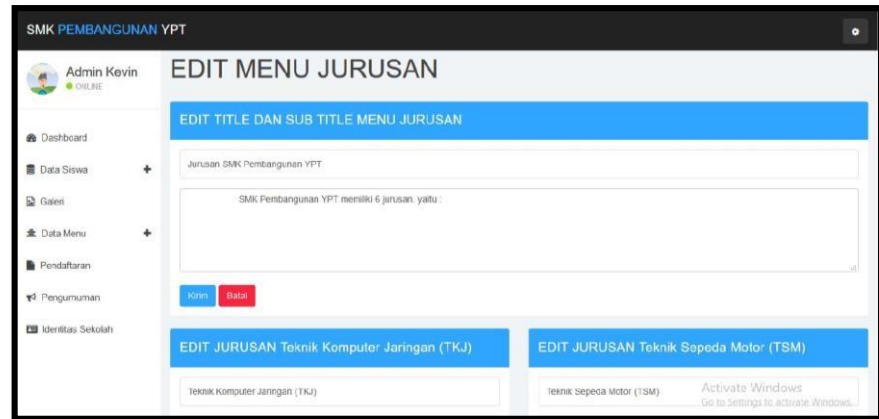 SMK PEMBANGUNAN YPT
Admin Kevin
ONLINE
Dashboard
Data Siswa
Galeri
Data Menu
Pendaftaran
Pengumuman
Identitas Sekolah
EDIT MENU JURUSAN
EDIT TITLE DAN SUB TITLE MENU JURUSAN
Jurusan SMK Pembangunan YPT
SMK Pembangunan YPT memiliki 6 jurusan, yaitu :
Kirim Batal
EDIT JURUSAN Teknik Komputer Jaringan (TKJ)
Teknik Komputer Jaringan (TKJ)
EDIT JURUSAN Teknik Sepeda Motor (TSM)
Teknik Sepeda Motor (TSM)
Activate Windows
Go to Settings to activate Windows.